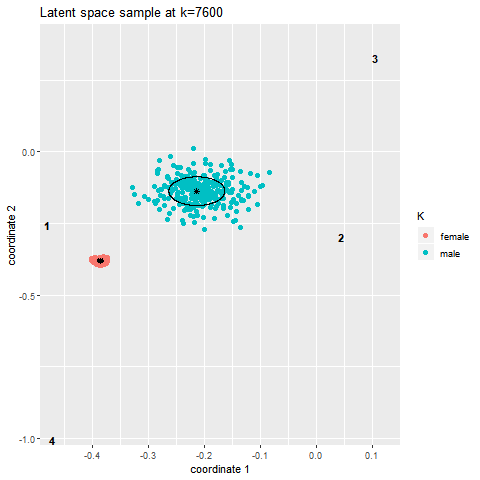 Latent space sample at k=7600
3
0.0
1
2
K
female
male
coordinate 2
-0.5
-1.0
4
-0.4
-0.3
-0.2
-0.1
0.0
0.1
coordinate 1